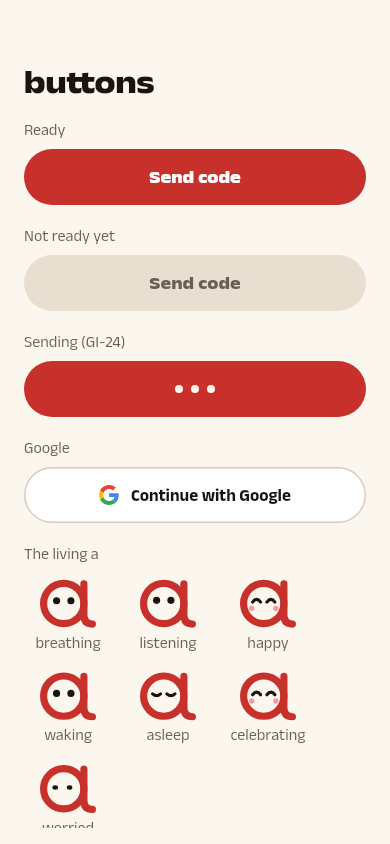 buttons
Ready
Send code
Not ready yet
Send code
Sending (GI-24)
Google
Continue with Google
The living a
breathing listening happy
waking asleep celebrating
worried